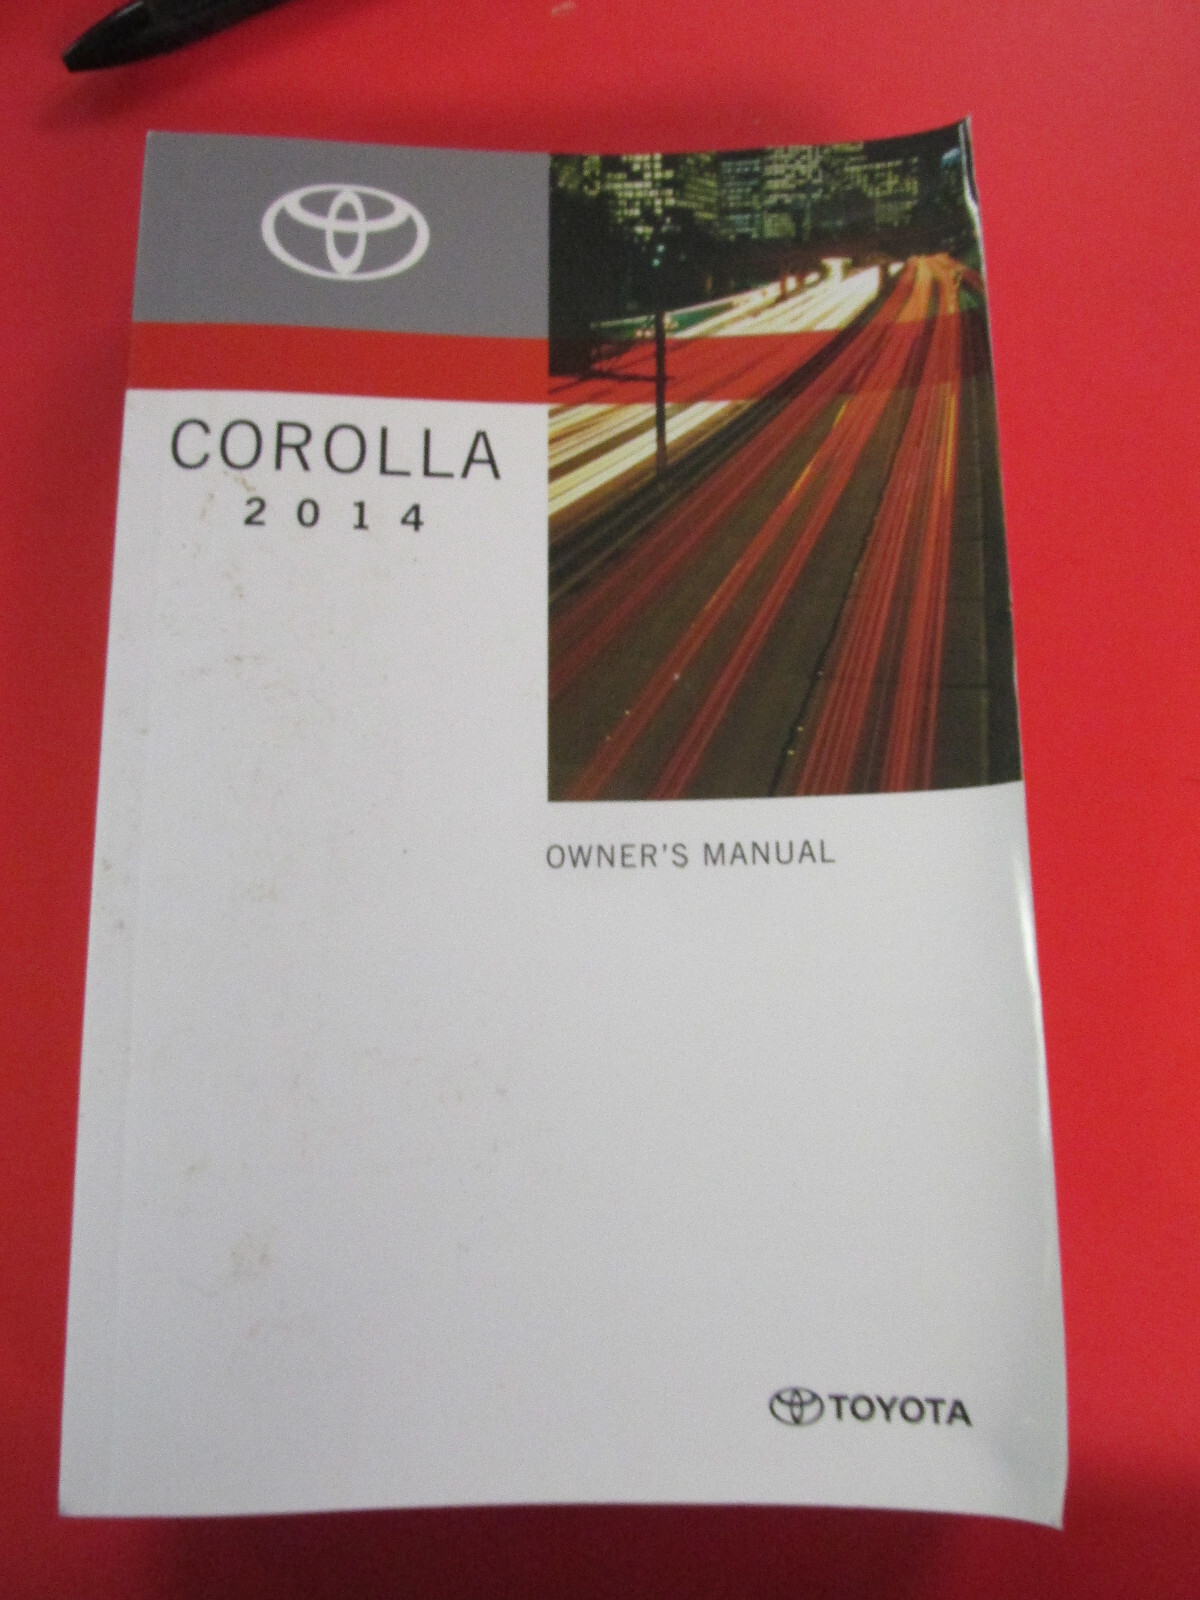 COROLLA
2014
OWNER'S MANUAL
TOYOTA